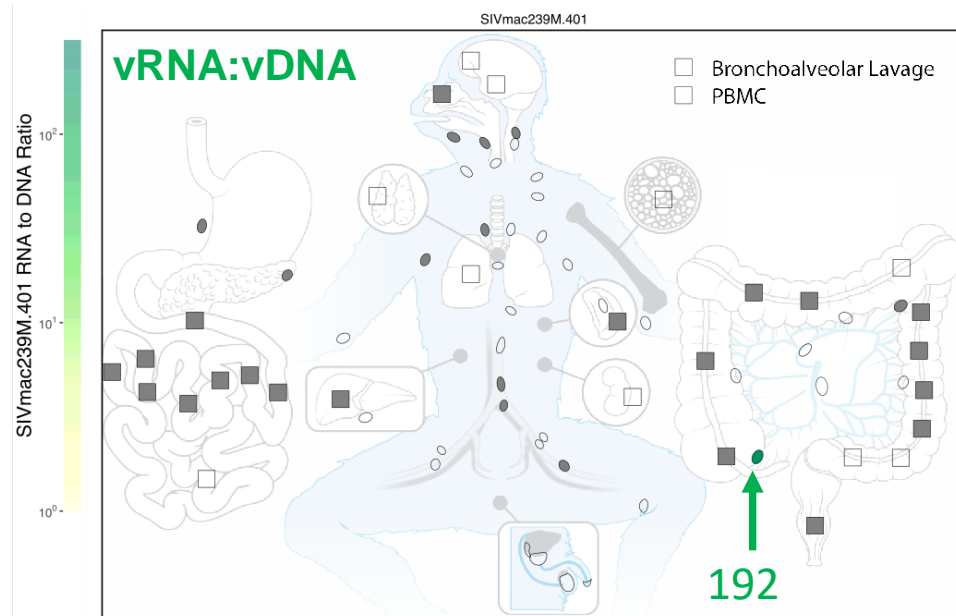 SIVmac239M.401
vRNA:vDNA
Bronchoalveolar Lavage
PBMC
SIVmac239M.401 RNA to DNA Ratio
10²
10¹
10⁰
192